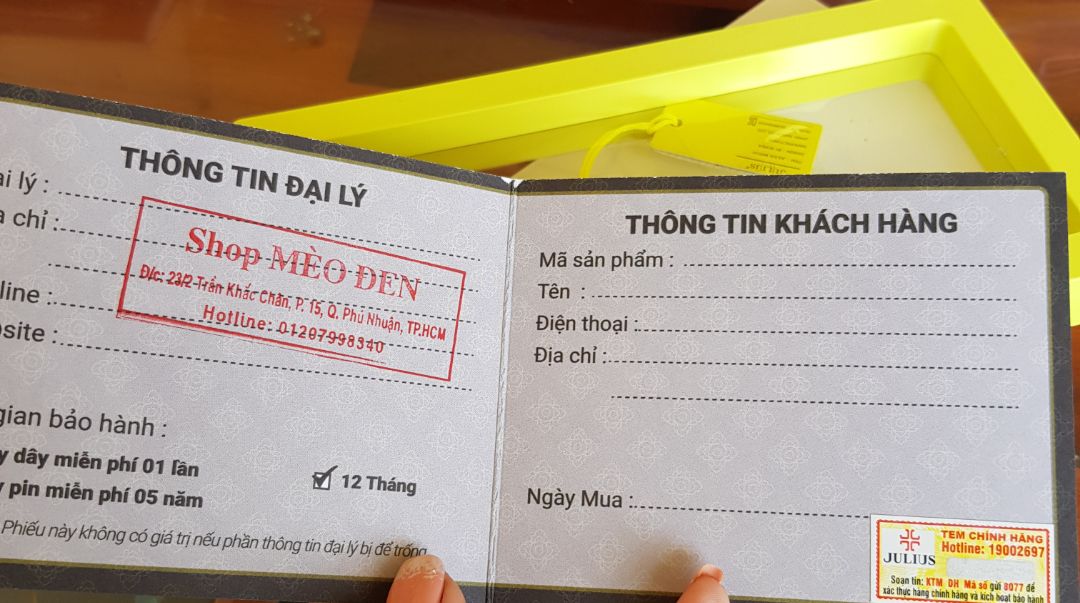 THÔNG TIN ĐẠI LÝ
ại lý :
ịa chỉ :
line :
bsite :
Shop MÈO ĐEN
Đ/c: 23/2 Trần Khắc Chân, P. 15, Q. Phú Nhuận, TP.HCM
Hotline: 01207998340
gian bảo hành :
y dây miễn phí 01 lần
y pin miễn phí 05 năm
12 Tháng
Phiếu này không có giá trị nếu phần thông tin đại lý bị để trống
THÔNG TIN KHÁCH HÀNG
Mã sản phẩm :
Tên :
Điện thoại :
Địa chỉ :
Ngày Mua :
JULIUS
TEM CHÍNH HÃNG
Hotline: 19002697
Soạn tin: KTM DH Mã số gửi 8077 để
xác thực hàng chính hãng và kích hoạt bảo hành